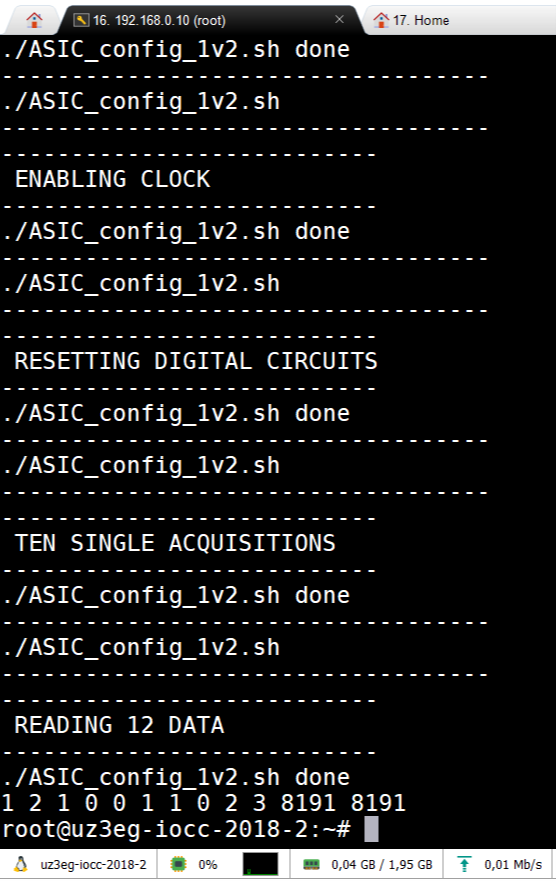 16. 192.168.0.10 (root) × 17. Home
./ASIC_config_1v2.sh done
-----------------------------------
./ASIC_config_1v2.sh
-----------------------------------
---------------------------
ENABLING CLOCK
---------------------------
./ASIC_config_1v2.sh done
-----------------------------------
./ASIC_config_1v2.sh
-----------------------------------
---------------------------
RESETTING DIGITAL CIRCUITS
---------------------------
./ASIC_config_1v2.sh done
-----------------------------------
./ASIC_config_1v2.sh
-----------------------------------
---------------------------
TEN SINGLE ACQUISITIONS
---------------------------
./ASIC_config_1v2.sh done
-----------------------------------
./ASIC_config_1v2.sh
-----------------------------------
---------------------------
READING 12 DATA
---------------------------
./ASIC_config_1v2.sh done
1 2 1 0 0 1 1 0 2 3 8191 8191
root@uz3eg-iocc-2018-2:~#
uz3eg-iocc-2018-2 0% 0,04 GB / 1,95 GB 0,01 Mb/s